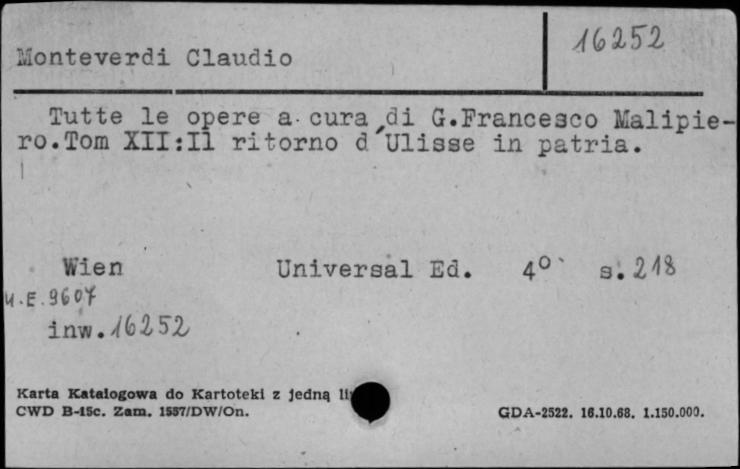 16252
Monteverdi Claudio
Tutte le opere a cura di G.Francesco Malipie-
ro.Tom XII:Il ritorno d'Ulisse in patria.
Wien Universal Ed. 4° s. 218
U.E. 9607
inw. 16252
Karta Katalogowa do Kartoteki z jedną
CWD B-15c. Zam. 1557/DW/On. GDA-2522. 16.10.68. 1.150.000.